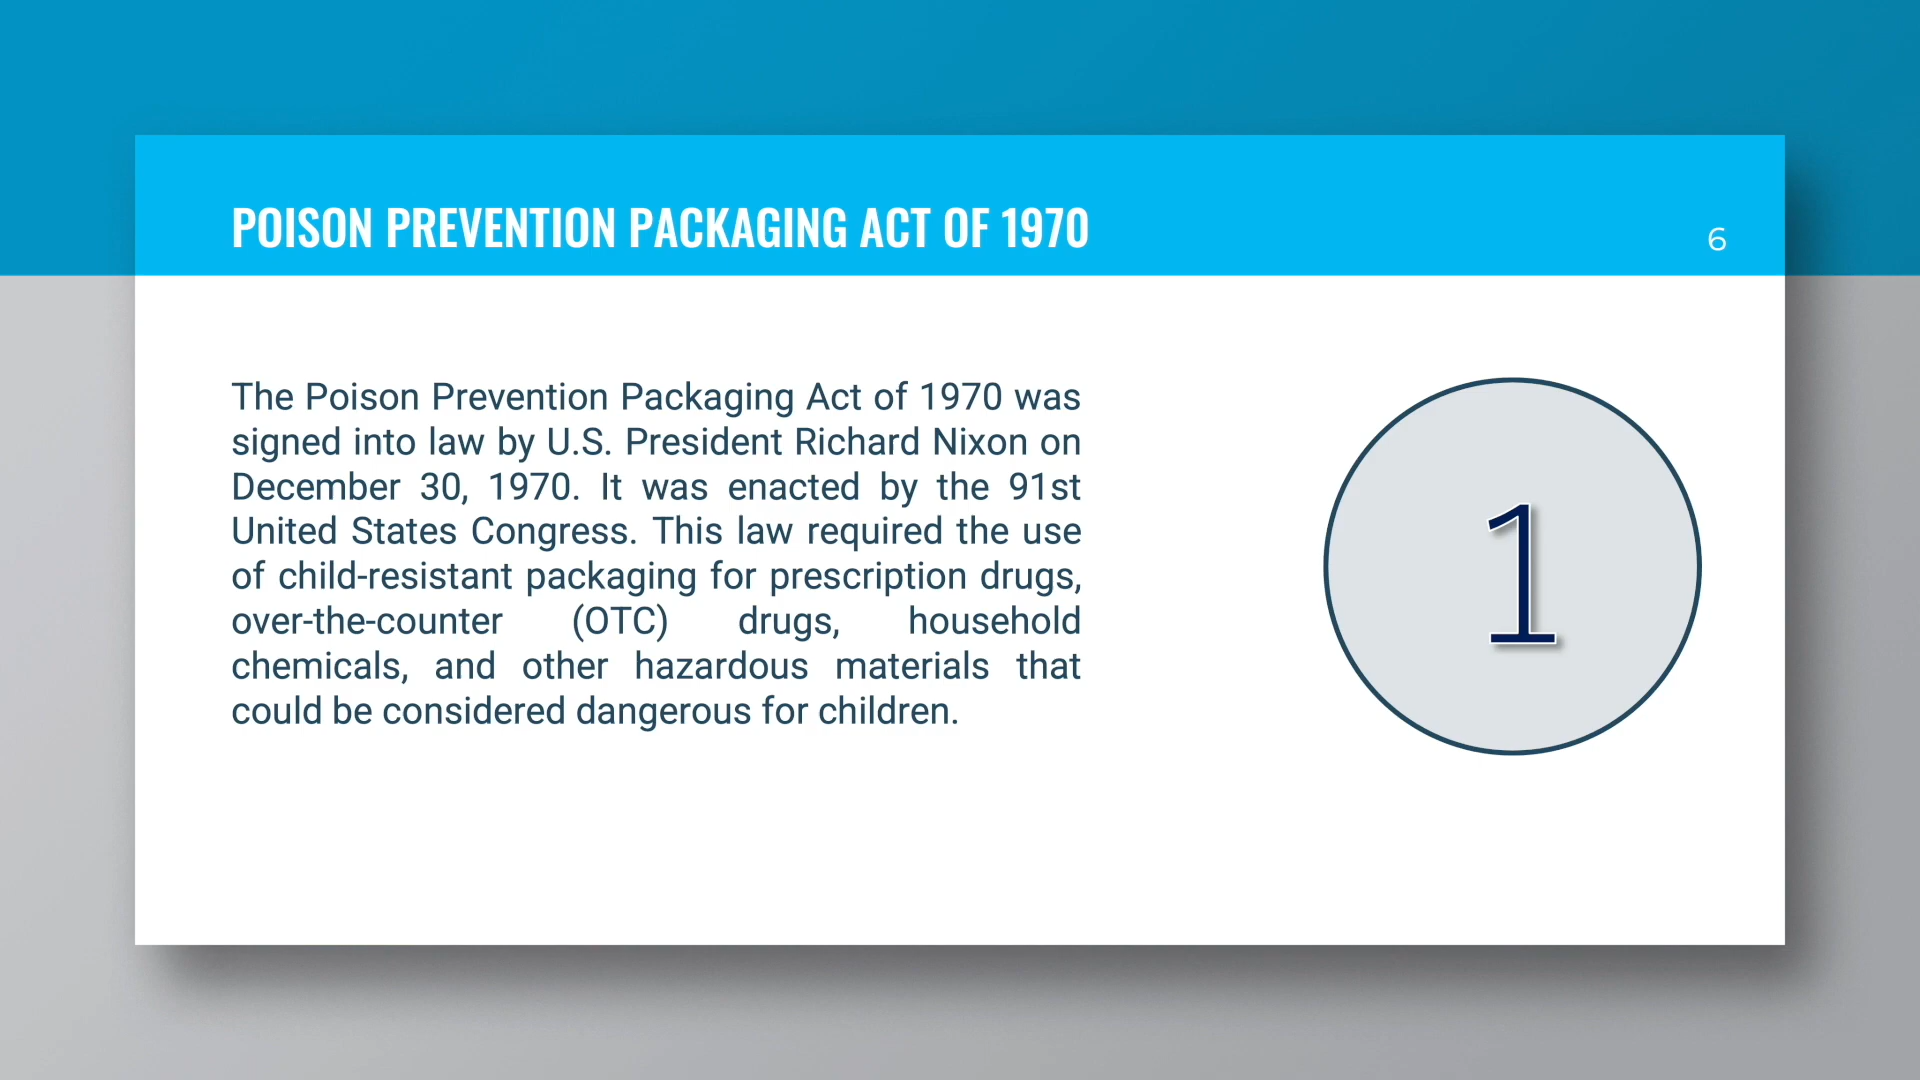 POISON PREVENTION PACKAGING ACT OF 1970
6
The Poison Prevention Packaging Act of 1970 was
signed into law by U.S. President Richard Nixon on
December 30, 1970. It was enacted by the 91st
United States Congress. This law required the use
of child-resistant packaging for prescription drugs,
over-the-counter (OTC) drugs, household
chemicals, and other hazardous materials that
could be considered dangerous for children.
1